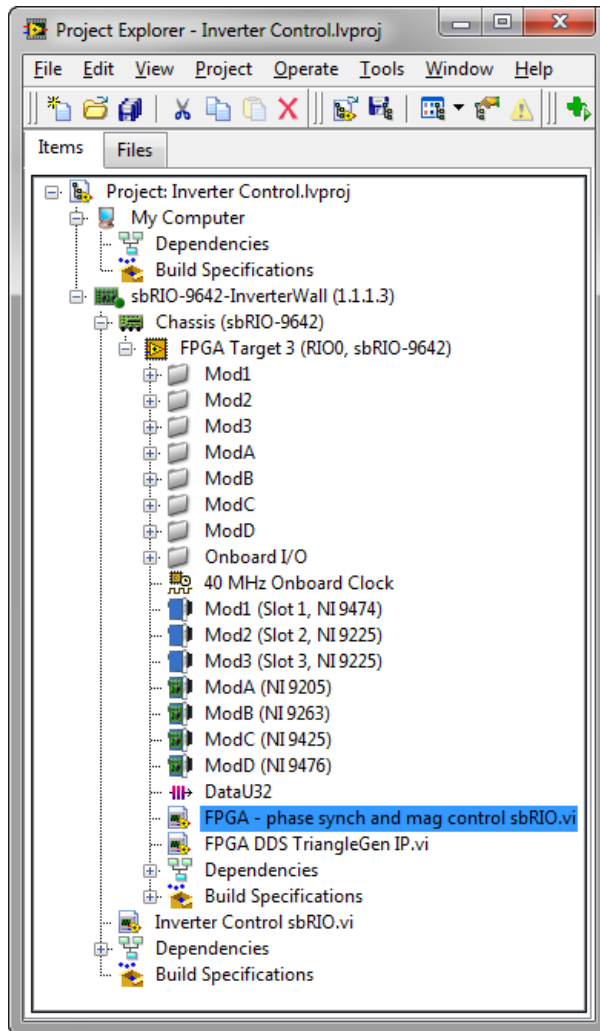 Project Explorer - Inverter Control.lvproj
File Edit View Project Operate Tools Window Help
Items Files
Project: Inverter Control.lvproj
My Computer
Dependencies
Build Specifications
sbRIO-9642-InverterWall (1.1.1.3)
Chassis (sbRIO-9642)
FPGA Target 3 (RIO0, sbRIO-9642)
Mod1
Mod2
Mod3
ModA
ModB
ModC
ModD
Onboard I/O
40 MHz Onboard Clock
Mod1 (Slot 1, NI 9474)
Mod2 (Slot 2, NI 9225)
Mod3 (Slot 3, NI 9225)
ModA (NI 9205)
ModB (NI 9263)
ModC (NI 9425)
ModD (NI 9476)
DataU32
FPGA - phase synch and mag control sbRIO.vi
FPGA DDS TriangleGen IP.vi
Dependencies
Build Specifications
Inverter Control sbRIO.vi
Dependencies
Build Specifications